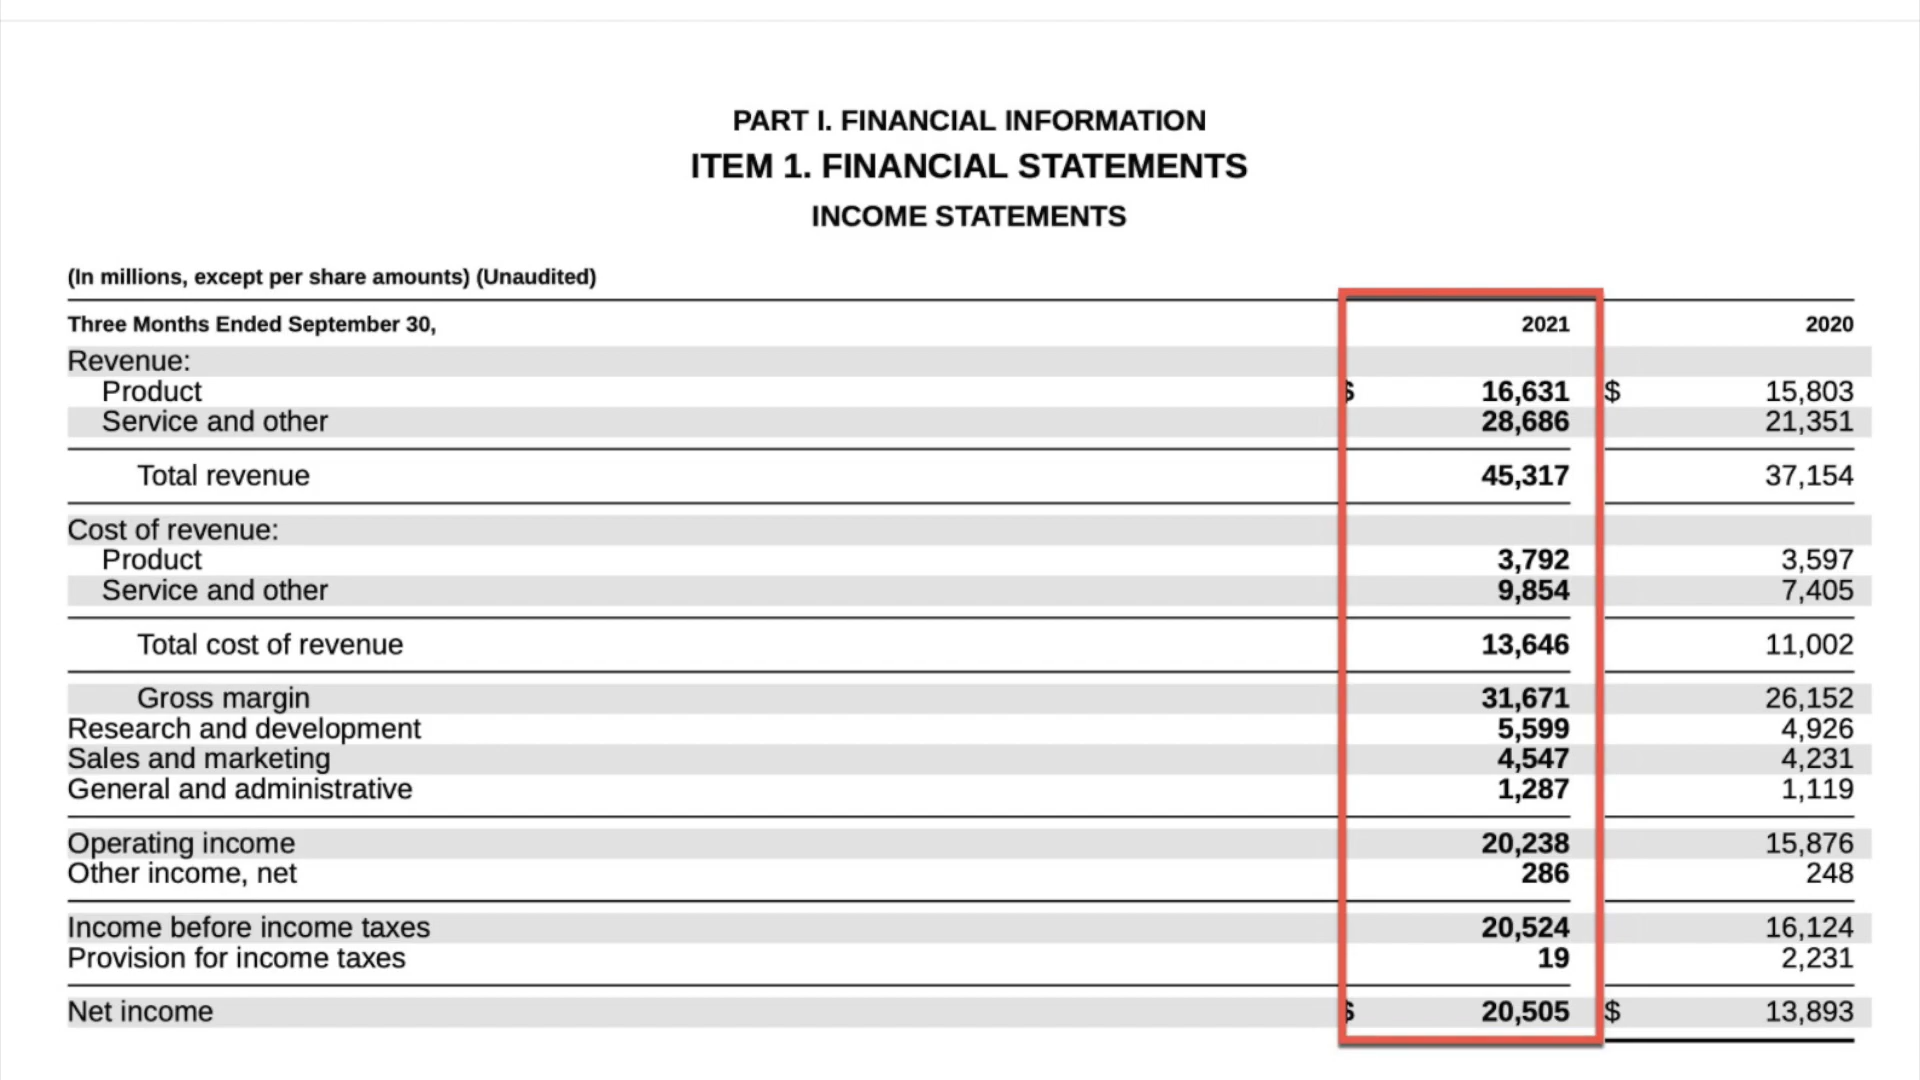 PART I. FINANCIAL INFORMATION
ITEM 1. FINANCIAL STATEMENTS
INCOME STATEMENTS
(In millions, except per share amounts) (Unaudited)
Three Months Ended September 30, 2021 2020
Revenue:
Product $ 16,631 $ 15,803
Service and other 28,686 21,351
Total revenue 45,317 37,154
Cost of revenue:
Product 3,792 3,597
Service and other 9,854 7,405
Total cost of revenue 13,646 11,002
Gross margin 31,671 26,152
Research and development 5,599 4,926
Sales and marketing 4,547 4,231
General and administrative 1,287 1,119
Operating income 20,238 15,876
Other income, net 286 248
Income before income taxes 20,524 16,124
Provision for income taxes 19 2,231
Net income $ 20,505 $ 13,893